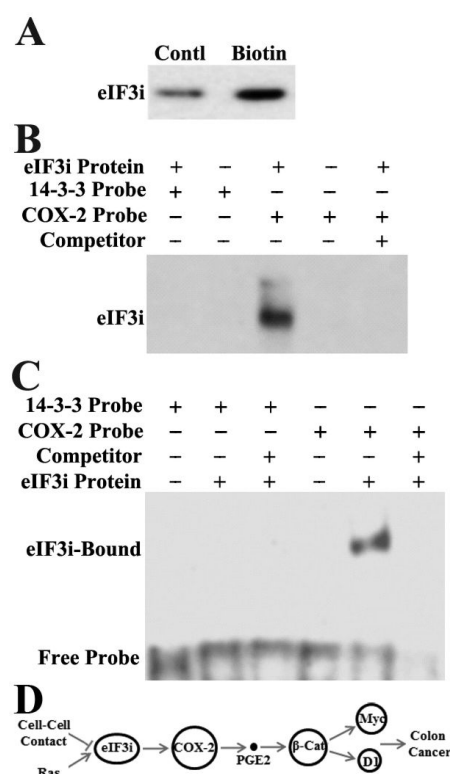 A
Contl Biotin
eIF3i
B
eIF3i Protein + – + – +
14-3-3 Probe + + – – –
COX-2 Probe – – + + +
Competitor – – – – +
eIF3i
C
14-3-3 Probe + + + – – –
COX-2 Probe – – – + + +
Competitor – – + – – +
eIF3i Protein – + + – + +
eIF3i-Bound
Free Probe
D
Cell-Cell
Contact
Ras
eIF3i
COX-2
PGE2
β-Cat
Myc
D1
Colon
Cancer